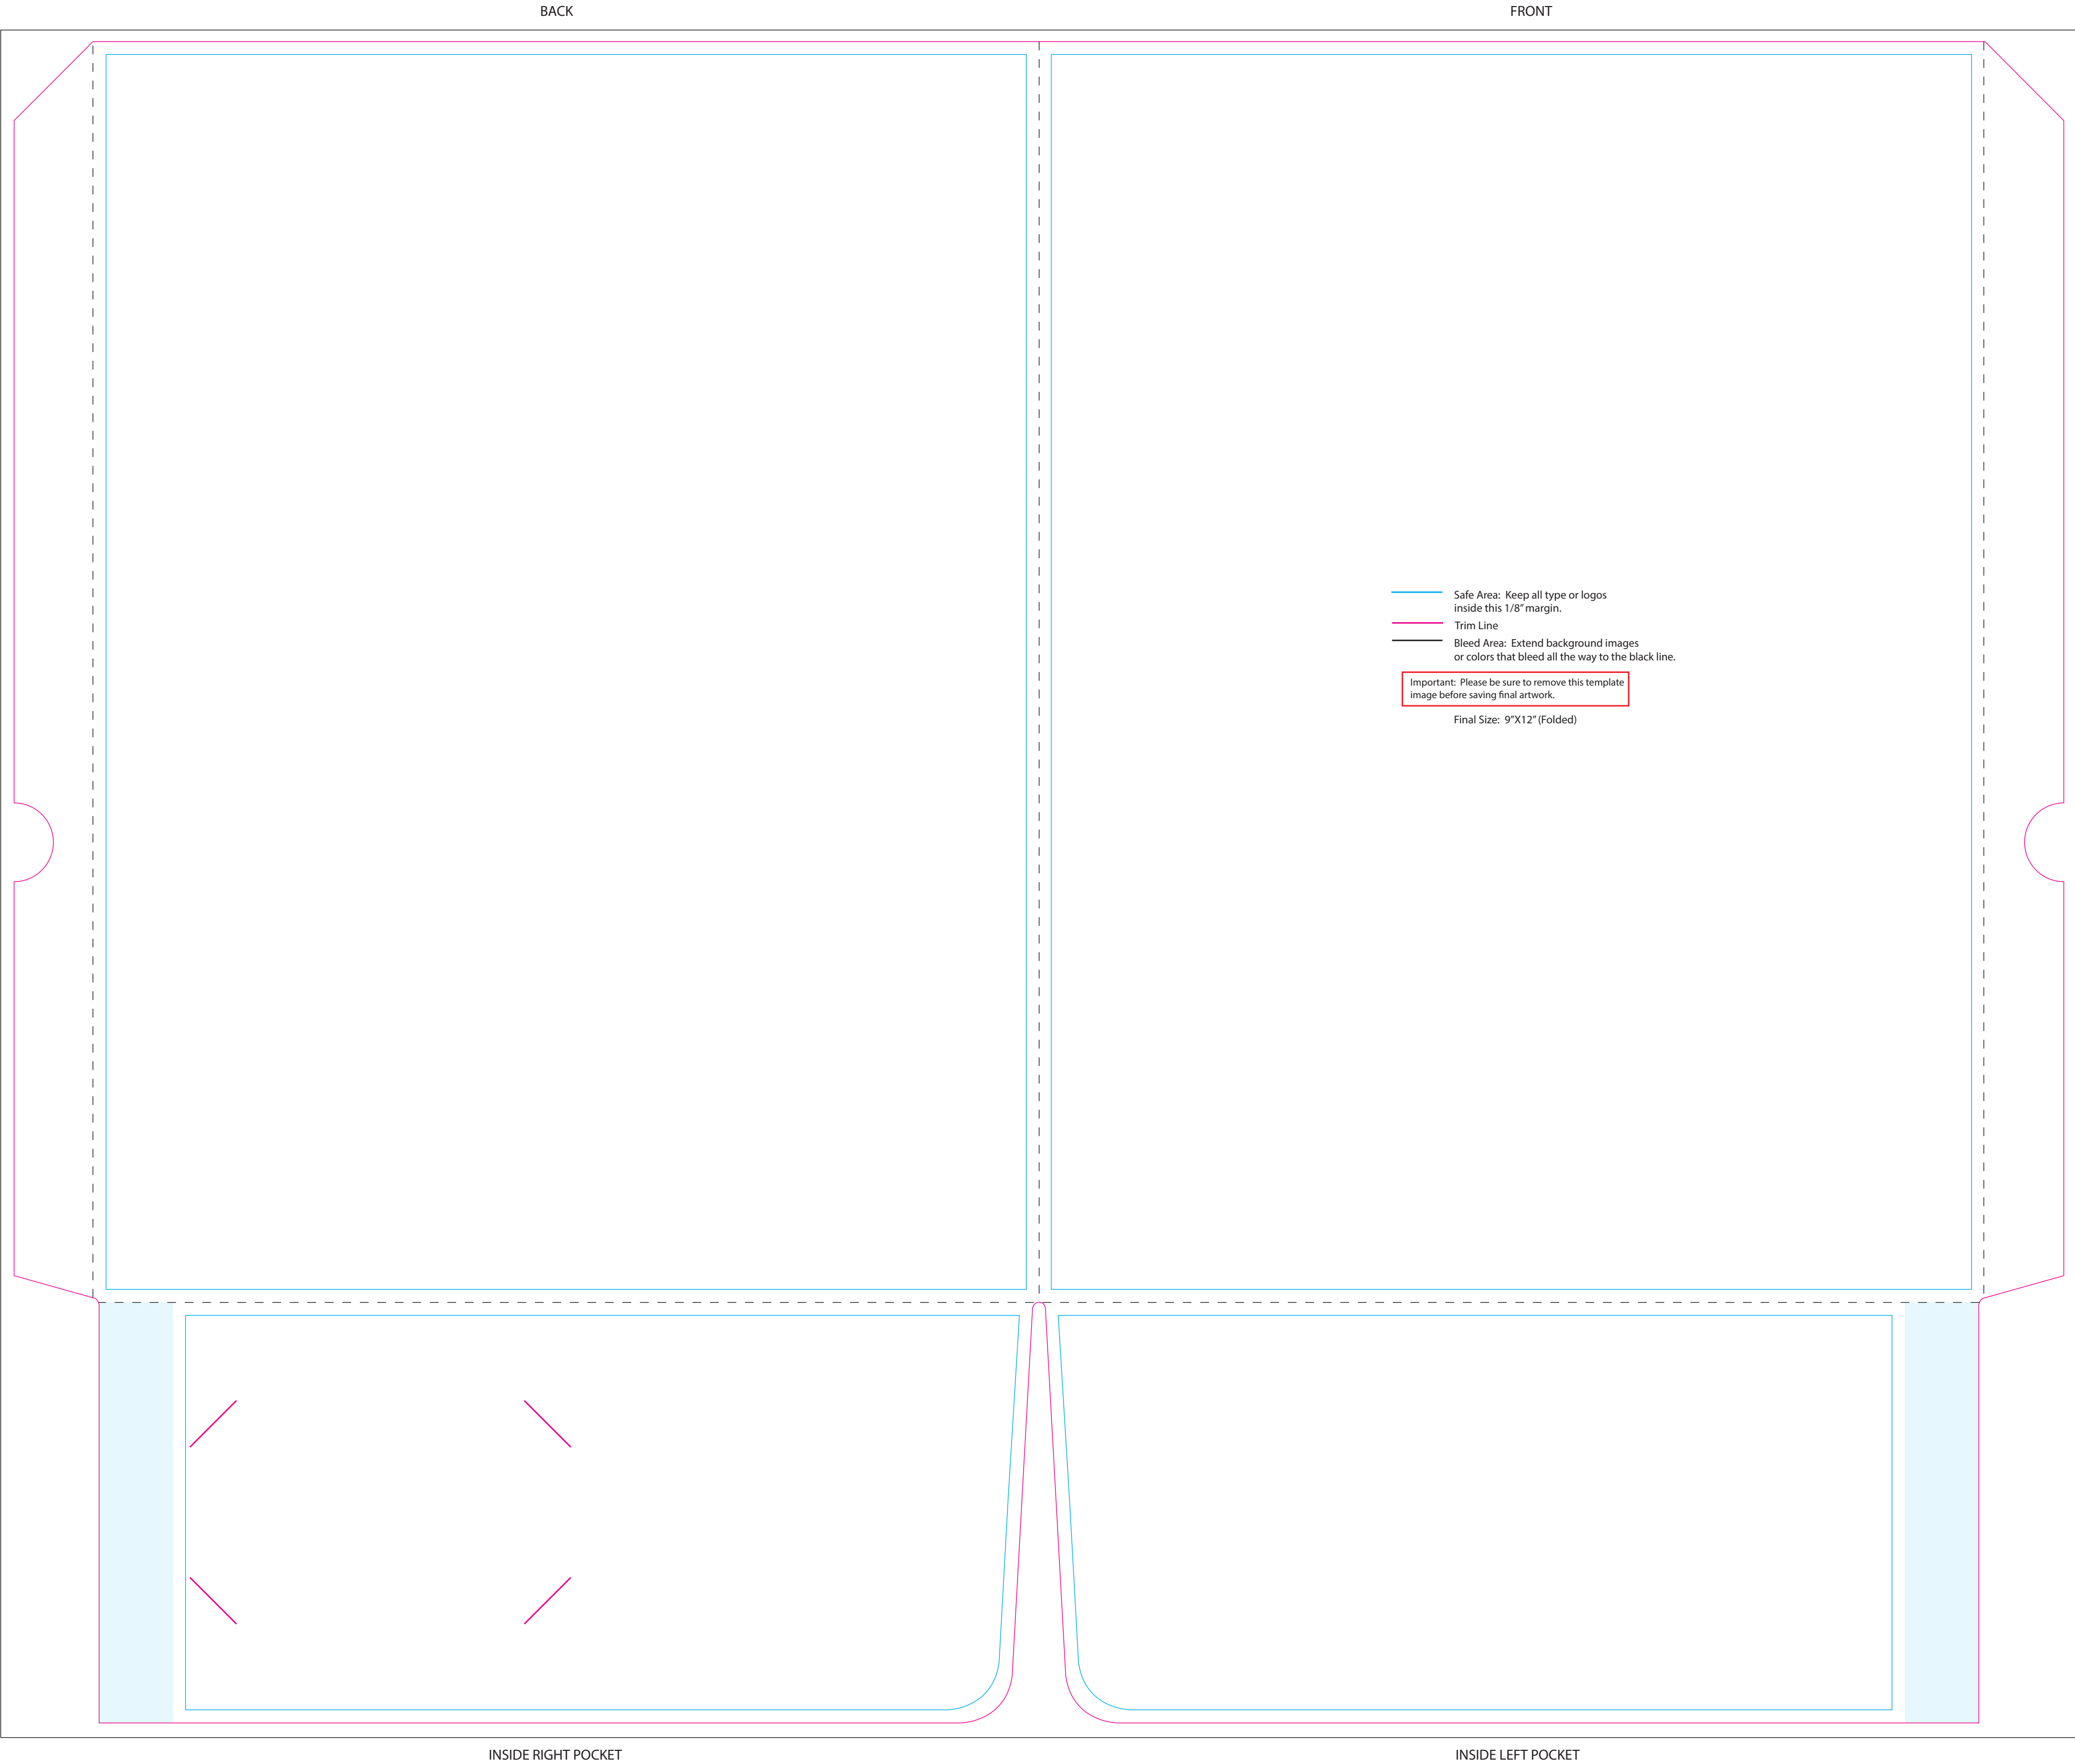 BACK
FRONT
Safe Area:  Keep all type or logos
inside this 1/8” margin.
Trim Line
Bleed Area:  Extend background images
or colors that bleed all the way to the black line.
Important:  Please be sure to remove this template
image before saving final artwork.
Final Size:  9”X12” (Folded)
INSIDE RIGHT POCKET
INSIDE LEFT POCKET